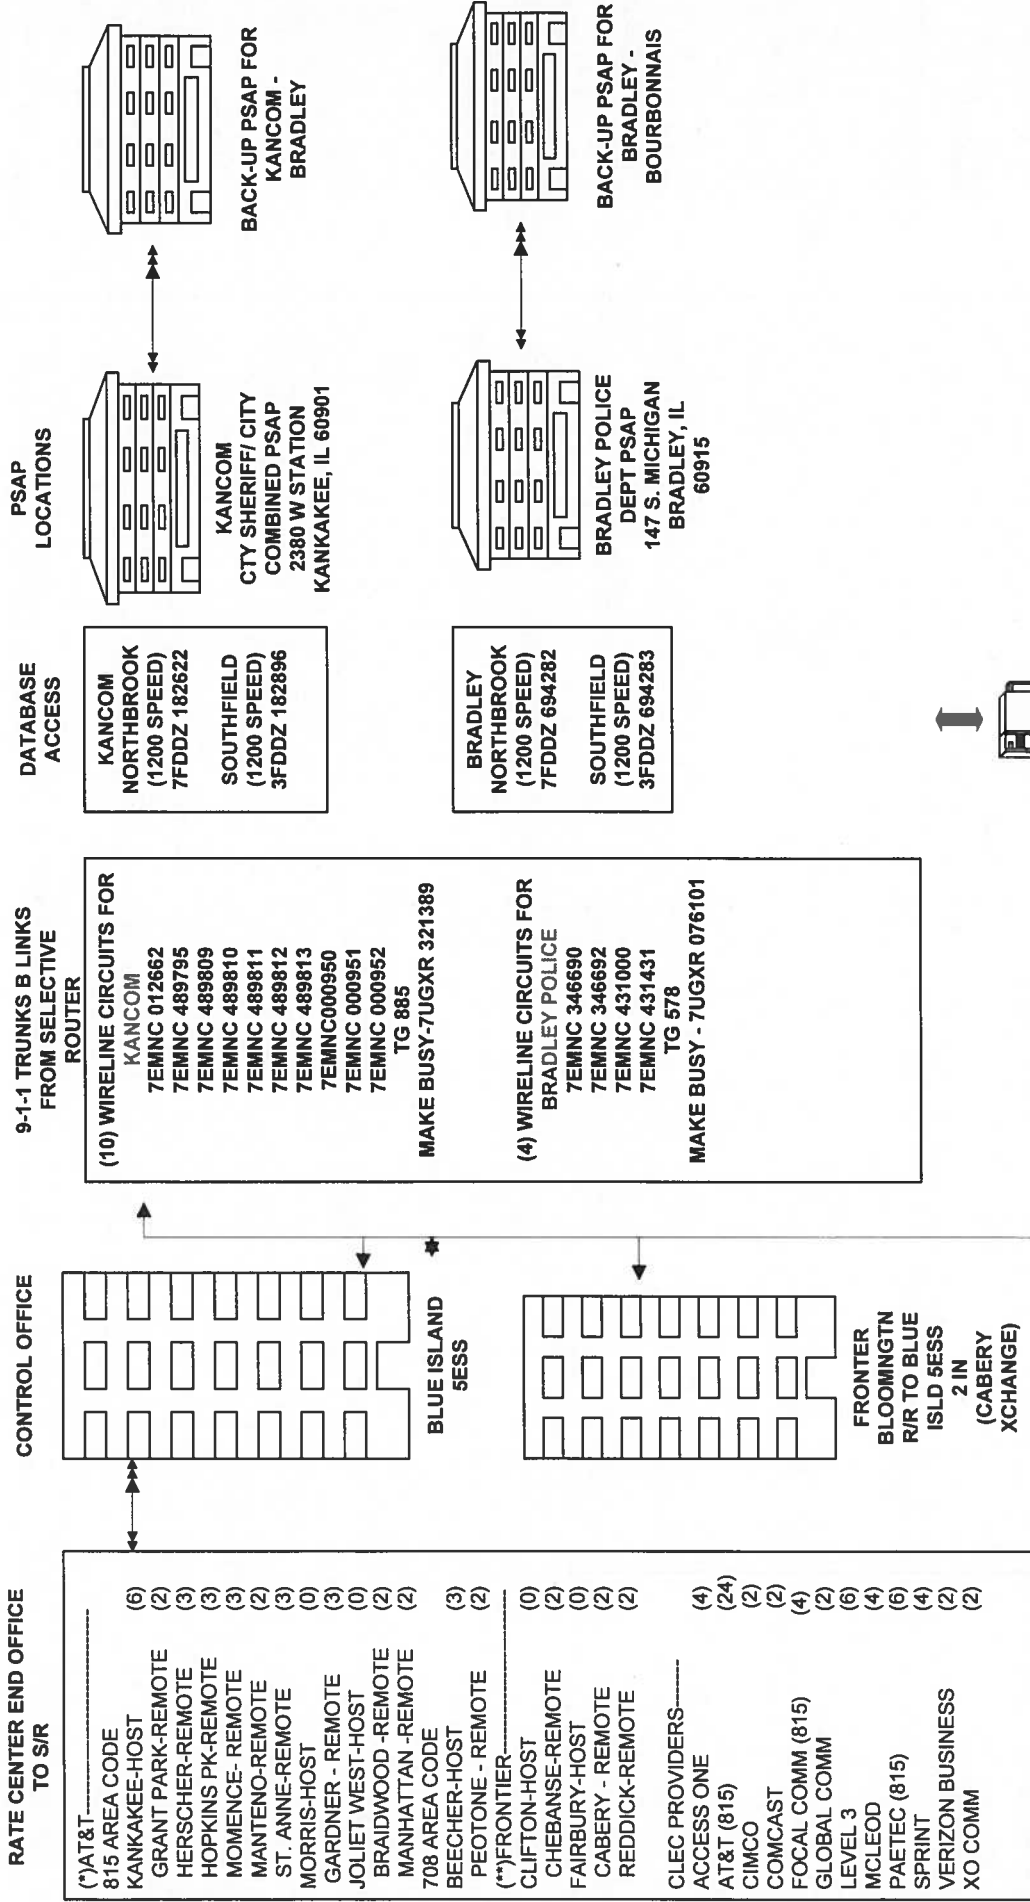 RATE CENTER END OFFICE
TO S/R
(*)AT&T--------------------
815 AREA CODE
KANKAKEE-HOST (6)
GRANT PARK-REMOTE (2)
HERSCHER-REMOTE (3)
HOPKINS PK-REMOTE (3)
MOMENCE- REMOTE (3)
MANTENO-REMOTE (2)
ST. ANNE-REMOTE (3)
MORRIS-HOST (0)
GARDNER - REMOTE (3)
JOLIET WEST-HOST (0)
BRAIDWOOD -REMOTE (2)
MANHATTAN -REMOTE (2)
708 AREA CODE
BEECHER-HOST (3)
PEOTONE - REMOTE (2)
(**)FRONTIER----------------
CLIFTON-HOST (0)
CHEBANSE-REMOTE (2)
FAIRBURY-HOST (0)
CABERY - REMOTE (2)
REDDICK-REMOTE (2)
CLEC PROVIDERS------
ACCESS ONE (4)
AT&T (815) (24)
CIMCO (2)
COMCAST (2)
FOCAL COMM (815) (4)
GLOBAL COMM (2)
LEVEL 3 (6)
MCLEOD (4)
PAETEC (815) (6)
SPRINT (4)
VERIZON BUSINESS (2)
XO COMM (2)
CONTROL OFFICE
BLUE ISLAND
5ESS
FRONTER
BLOOMNGTN
R/R TO BLUE
ISLD 5ESS
2 IN
(CABERY
XCHANGE)
9-1-1 TRUNKS B LINKS
FROM SELECTIVE
ROUTER
(10) WIRELINE CIRCUITS FOR
KANCOM
7EMNC 012662
7EMNC 489795
7EMNC 489809
7EMNC 489810
7EMNC 489811
7EMNC 489812
7EMNC 489813
7EMNC000950
7EMNC 000951
7EMNC 000952
TG 885
MAKE BUSY-7UGXR 321389
(4) WIRELINE CIRCUITS FOR
BRADLEY POLICE
7EMNC 346690
7EMNC 346692
7EMNC 431000
7EMNC 431431
TG 578
MAKE BUSY - 7UGXR 076101
DATABASE
ACCESS
KANCOM
NORTHBROOK
(1200 SPEED)
7FDDZ 182622
SOUTHFIELD
(1200 SPEED)
3FDDZ 182896
BRADLEY
NORTHBROOK
(1200 SPEED)
7FDDZ 694282
SOUTHFIELD
(1200 SPEED)
3FDDZ 694283
PSAP
LOCATIONS
KANCOM
CTY SHERIFF/ CITY
COMBINED PSAP
2380 W STATION
KANKAKEE, IL 60901
BRADLEY POLICE
DEPT PSAP
147 S. MICHIGAN
BRADLEY, IL
60915
BACK-UP PSAP FOR
KANCOM -
BRADLEY
BACK-UP PSAP FOR
BRADLEY -
BOURBONNAIS